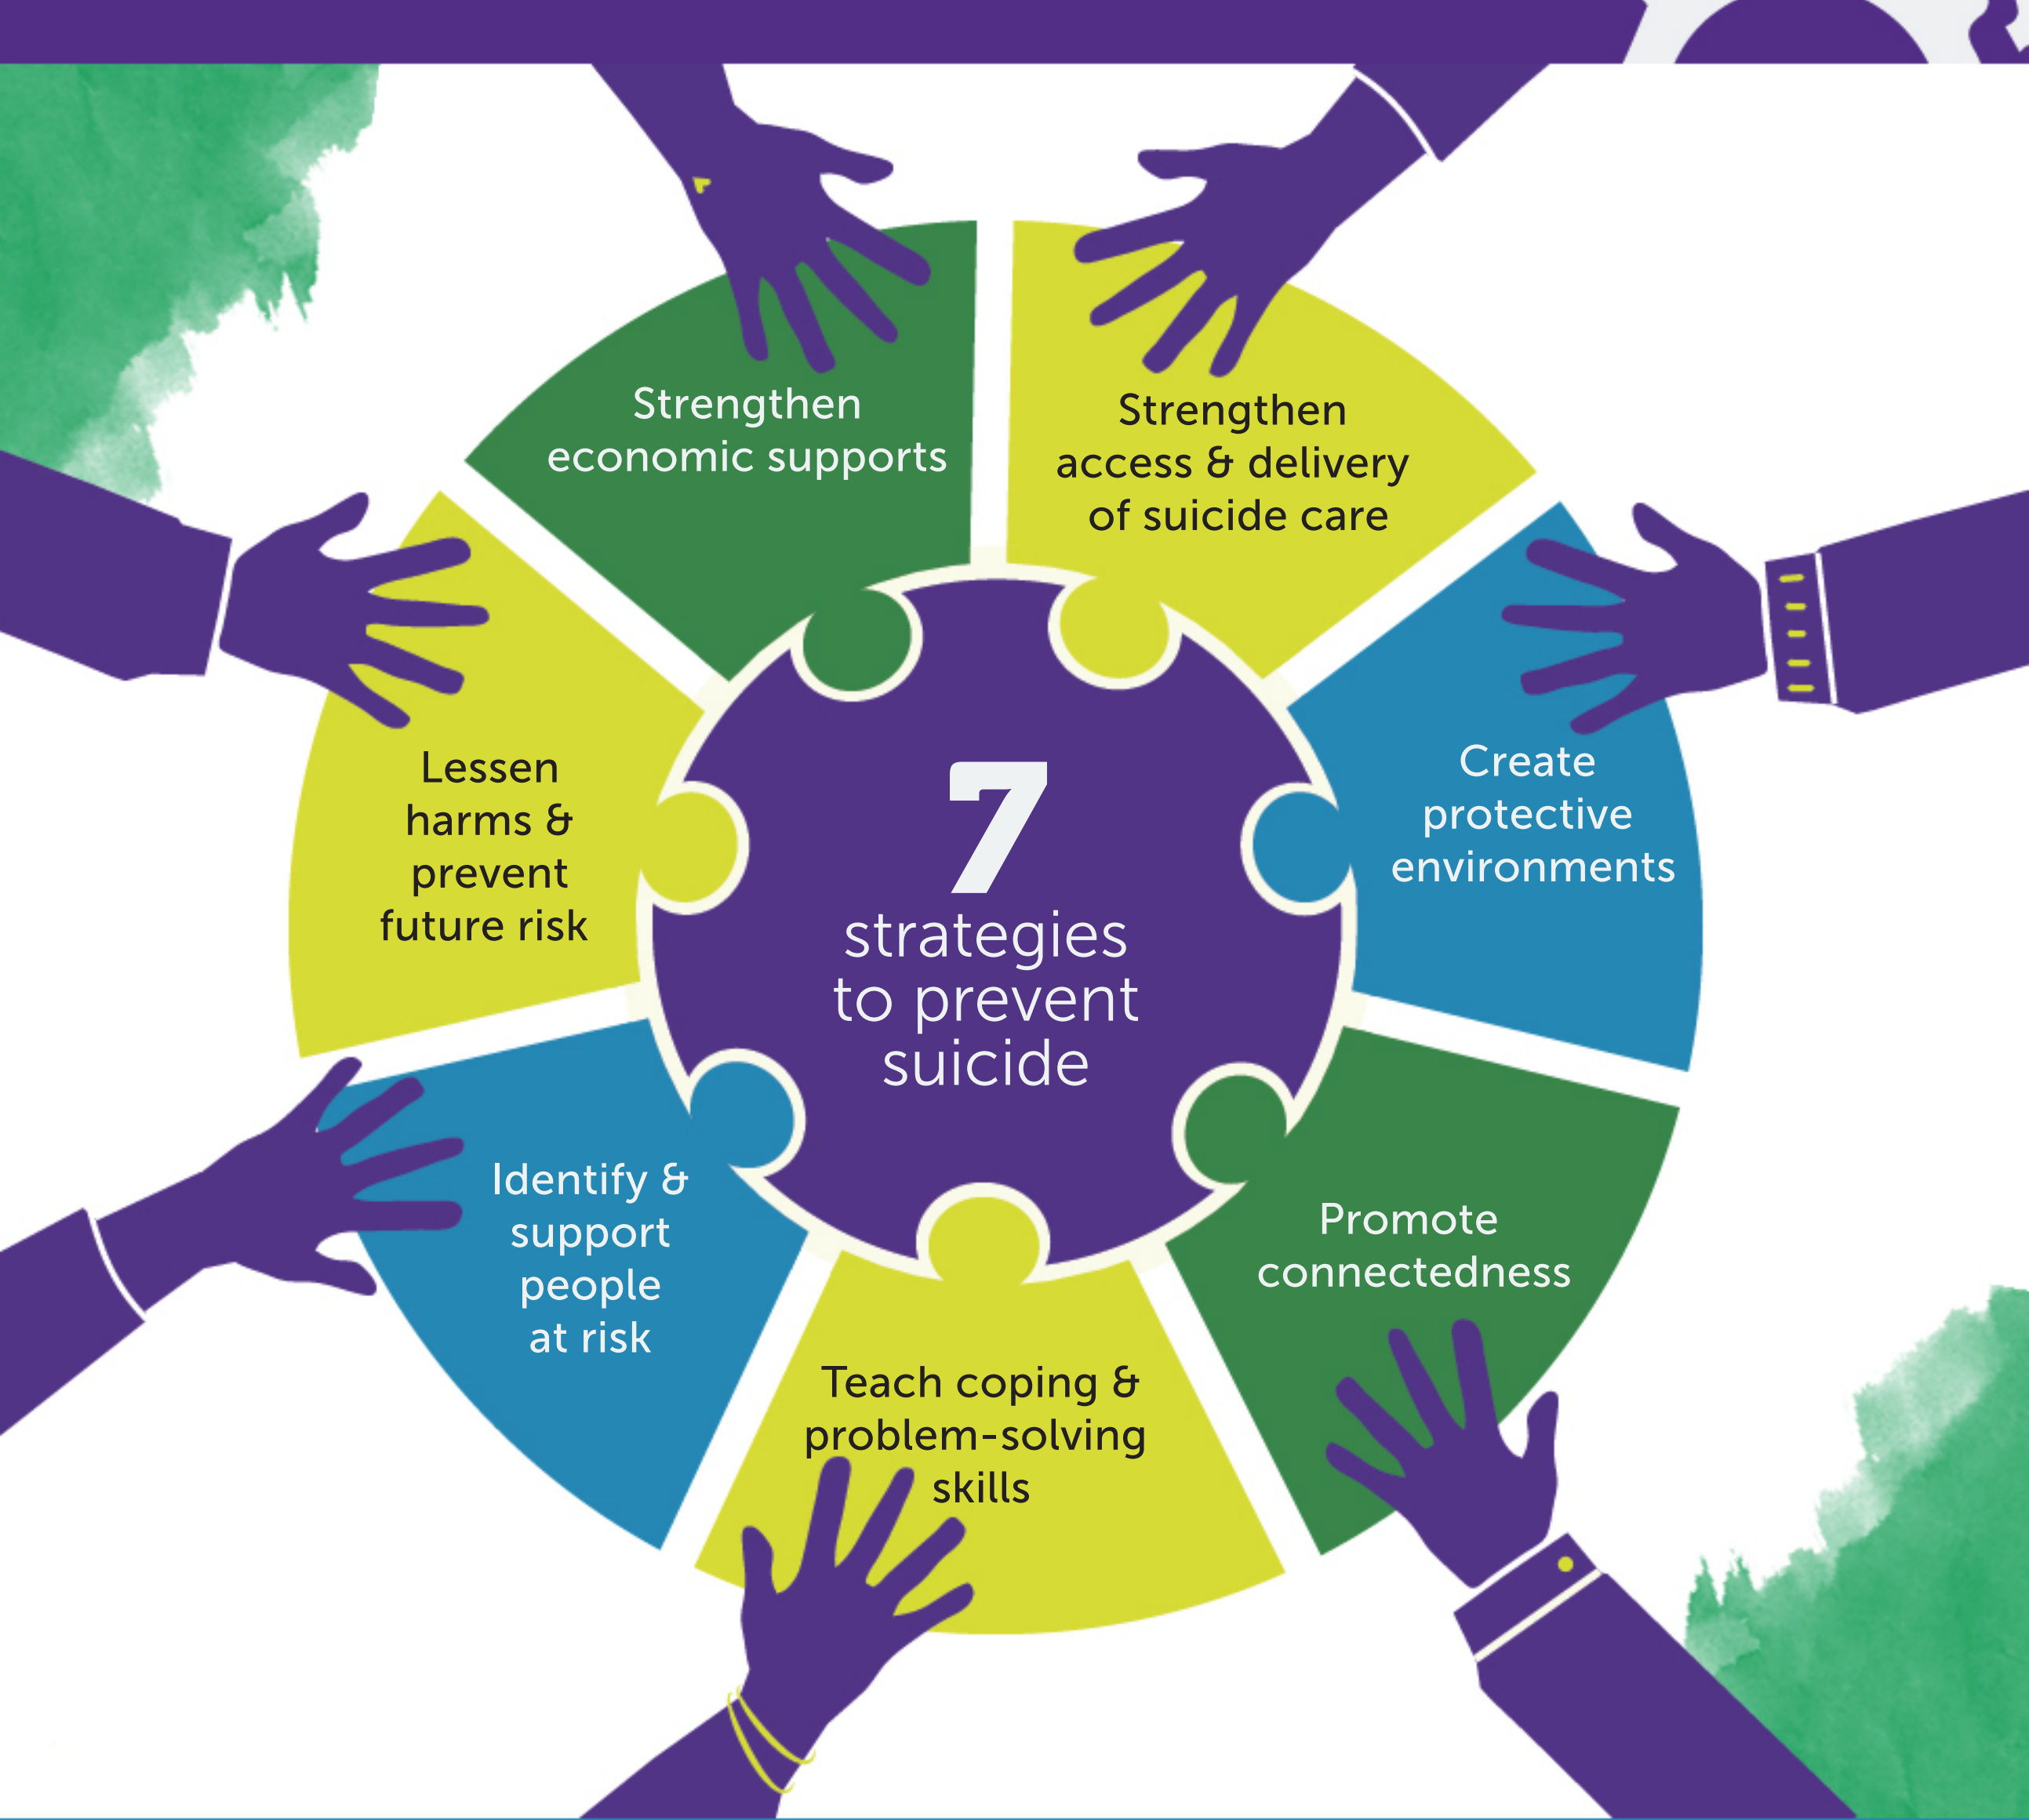 Strengthen
economic supports
Strengthen
access & delivery
of suicide care
Create
protective
environments
Promote
connectedness
Teach coping &
problem-solving
skills
Identify &
support
people
at risk
Lessen
harms &
prevent
future risk
7
strategies
to prevent
suicide